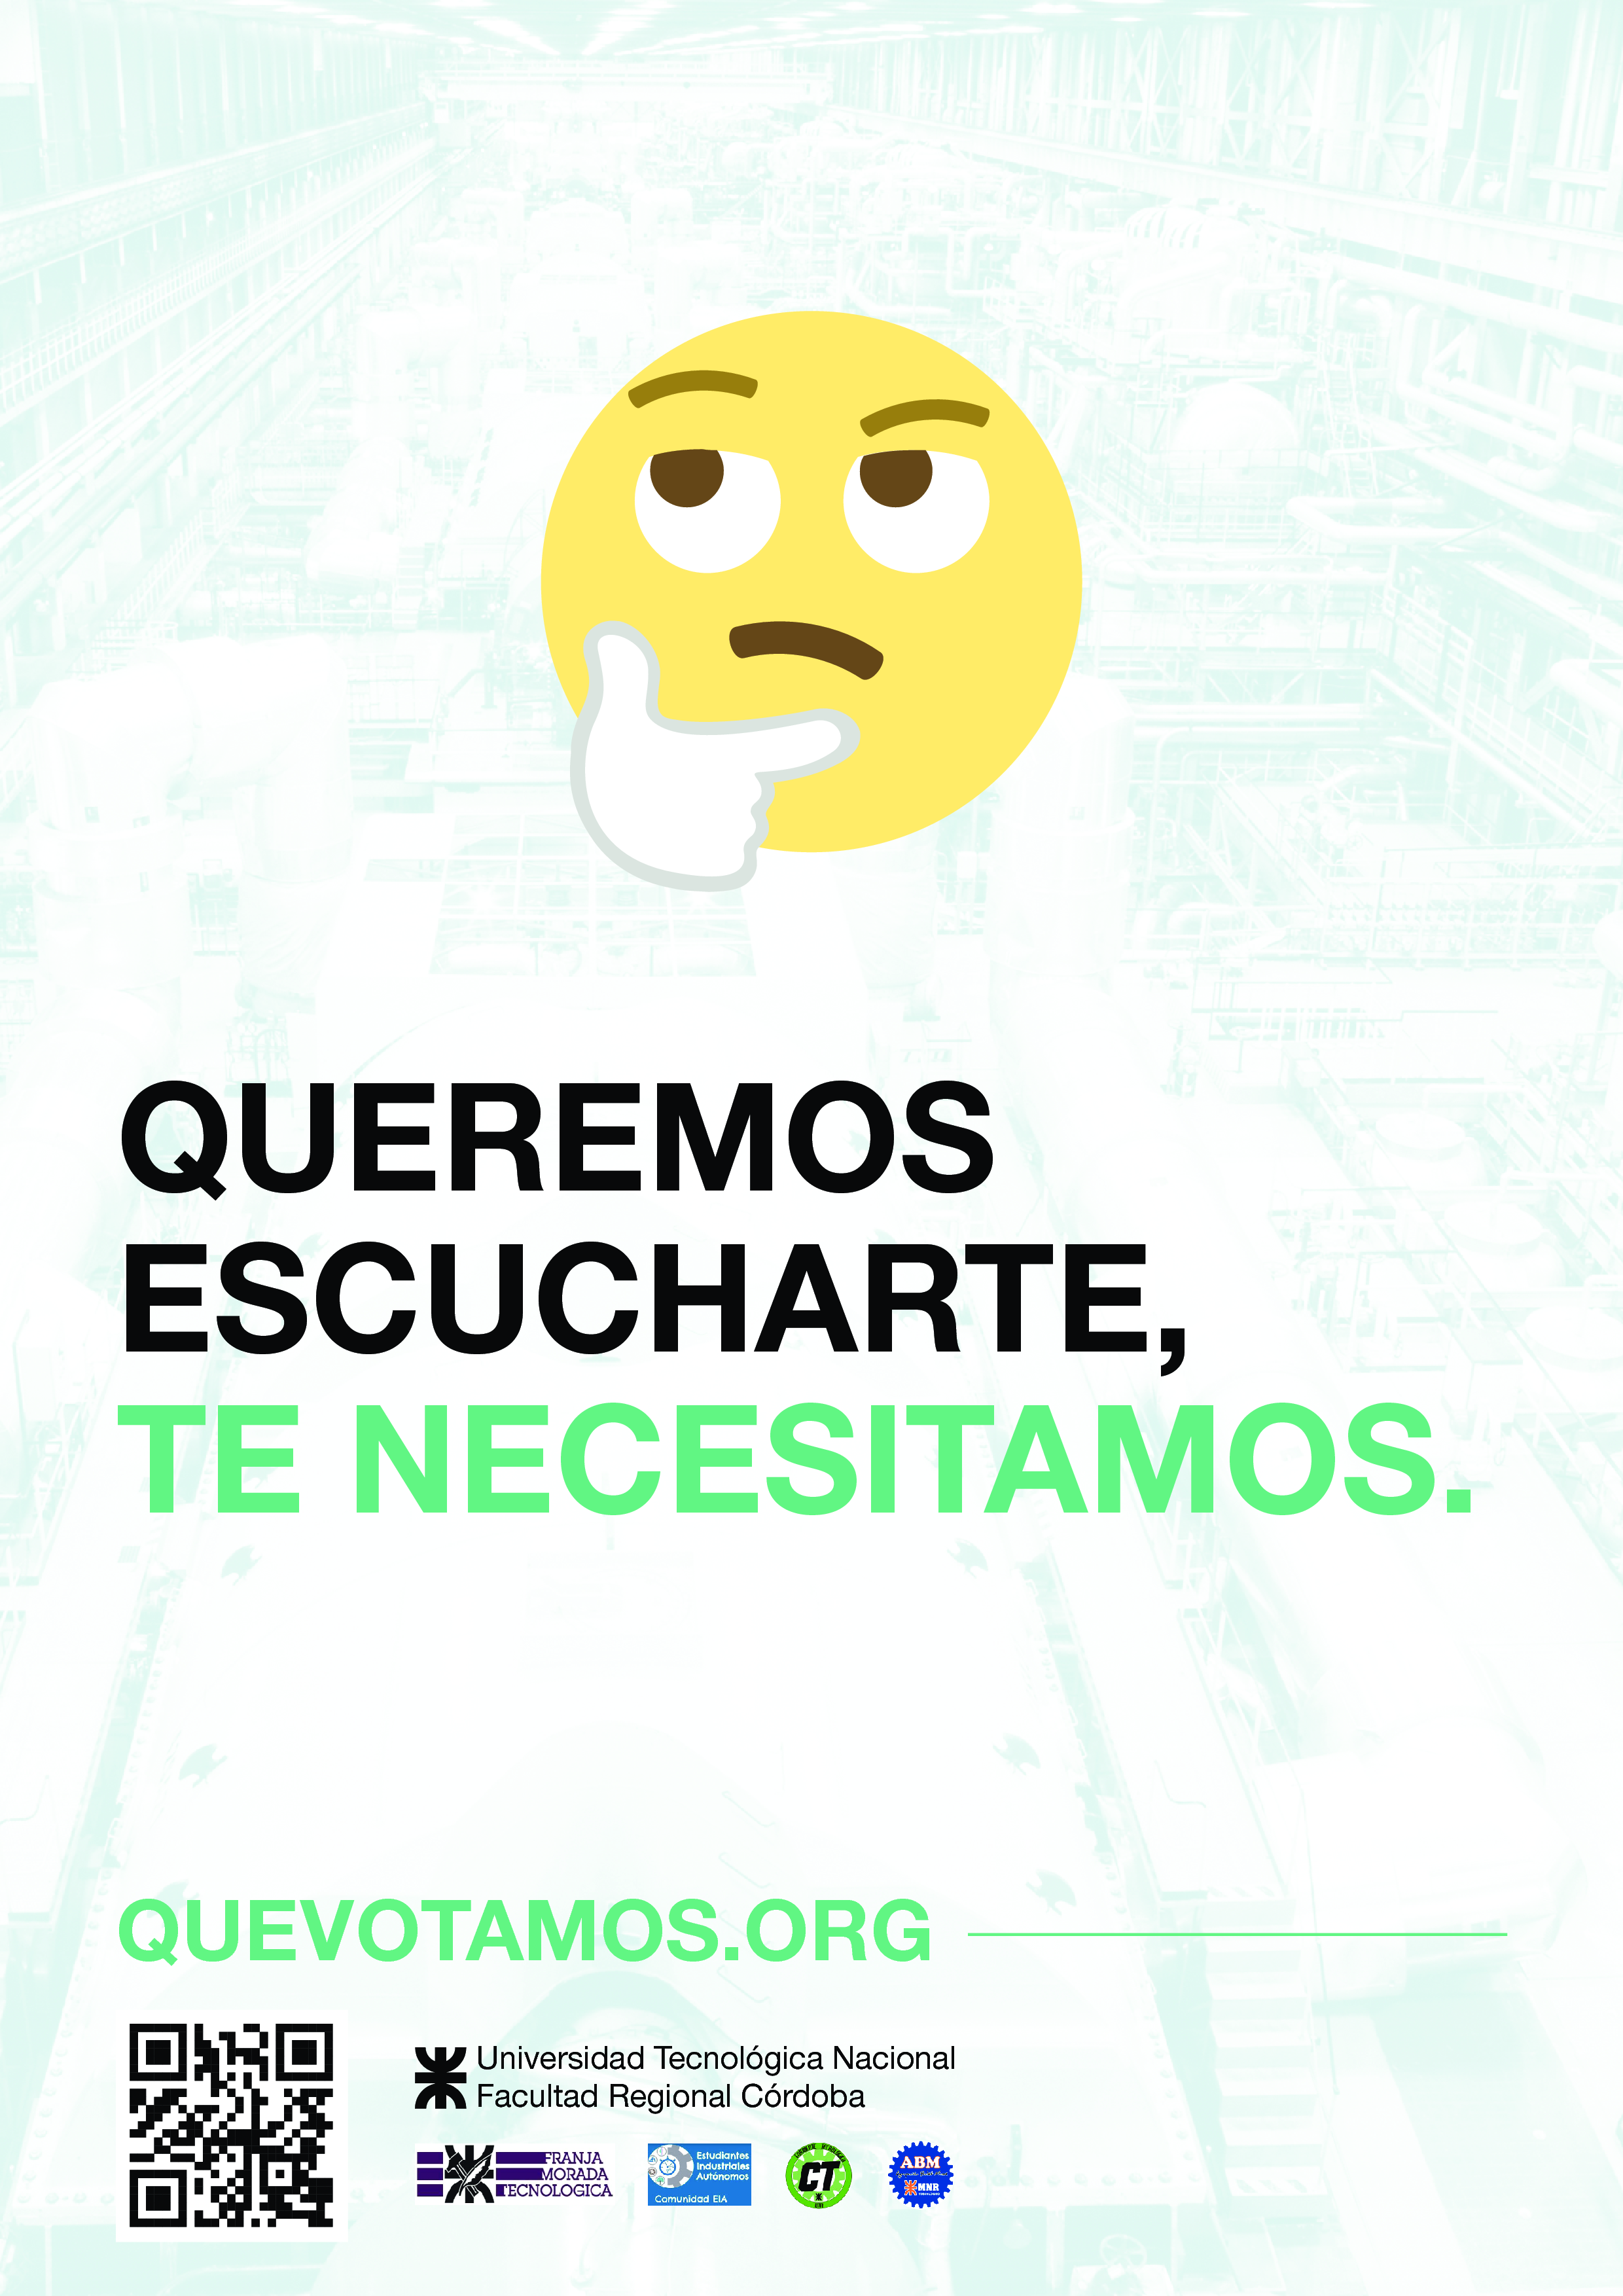 QUEREMOS
ESCUCHARTE,
TE NECESITAMOS.
QUEVOTAMOS.ORG
Universidad Tecnológica Nacional
Facultad Regional Córdoba
FRANJA
MORADA
TECNOLOGICA
Estudiantes
Industriales
Autónomos
Comunidad EIA
CT
ABM
MNR